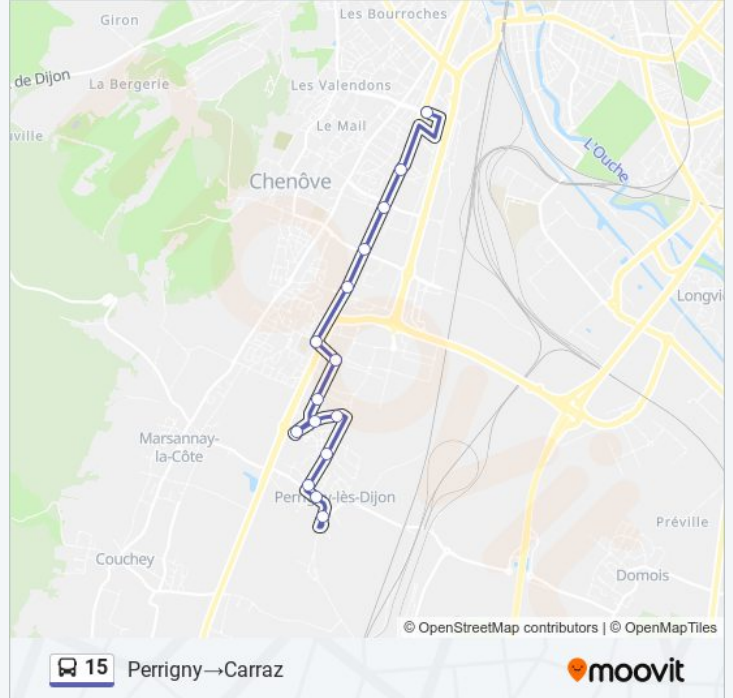 Giron
Les Bourroches
de Dijon
La Bergerie
Les Valendons
uville
Le Mail
L'Ouche
Chenôve
Longvi
Marsannay-
la-Côte
Perrigny-lès-Dijon
Préville
Couchey
Domois
© OpenStreetMap contributors | © OpenMapTiles
15 Perrigny→Carraz
moovit